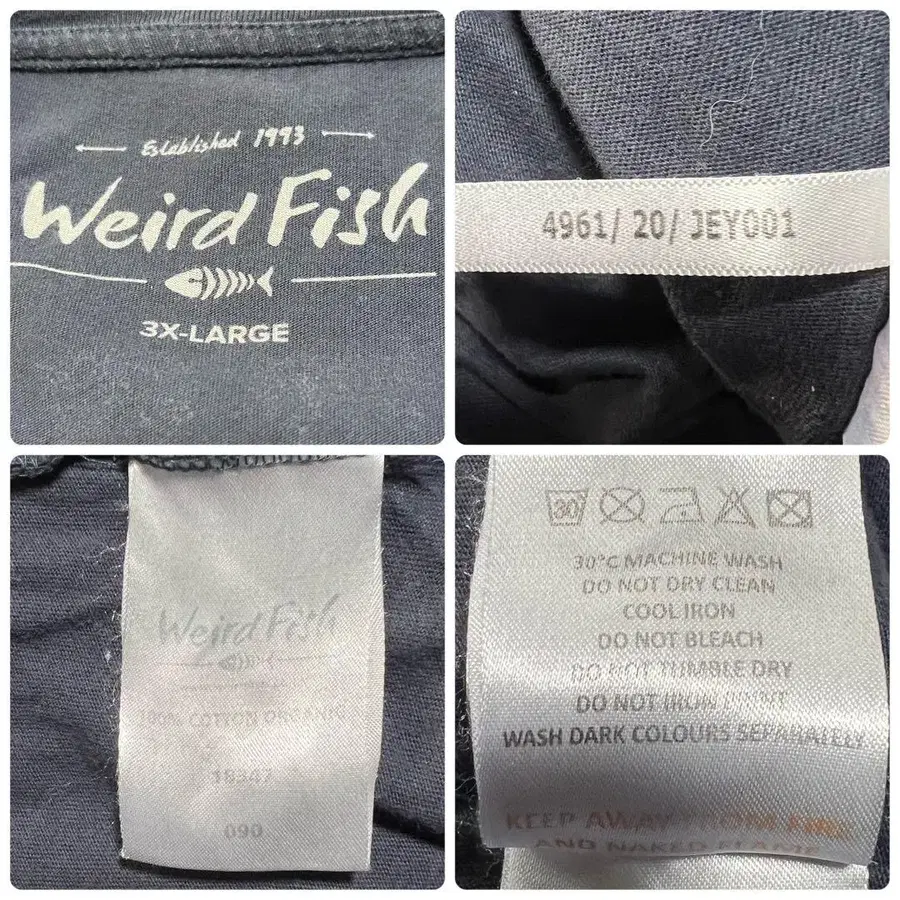 Established 1993
Weird Fish
3X-LARGE
4961/ 20/ JEY001
Weird Fish
100% COTTON ORGANIC
18347
090
30
30°C MACHINE WASH
DO NOT DRY CLEAN
COOL IRON
DO NOT BLEACH
DO NOT TUMBLE DRY
DO NOT IRON PRINT
WASH DARK COLOURS SEPARATELY
KEEP AWAY FROM FIRE
AND NAKED FLAME